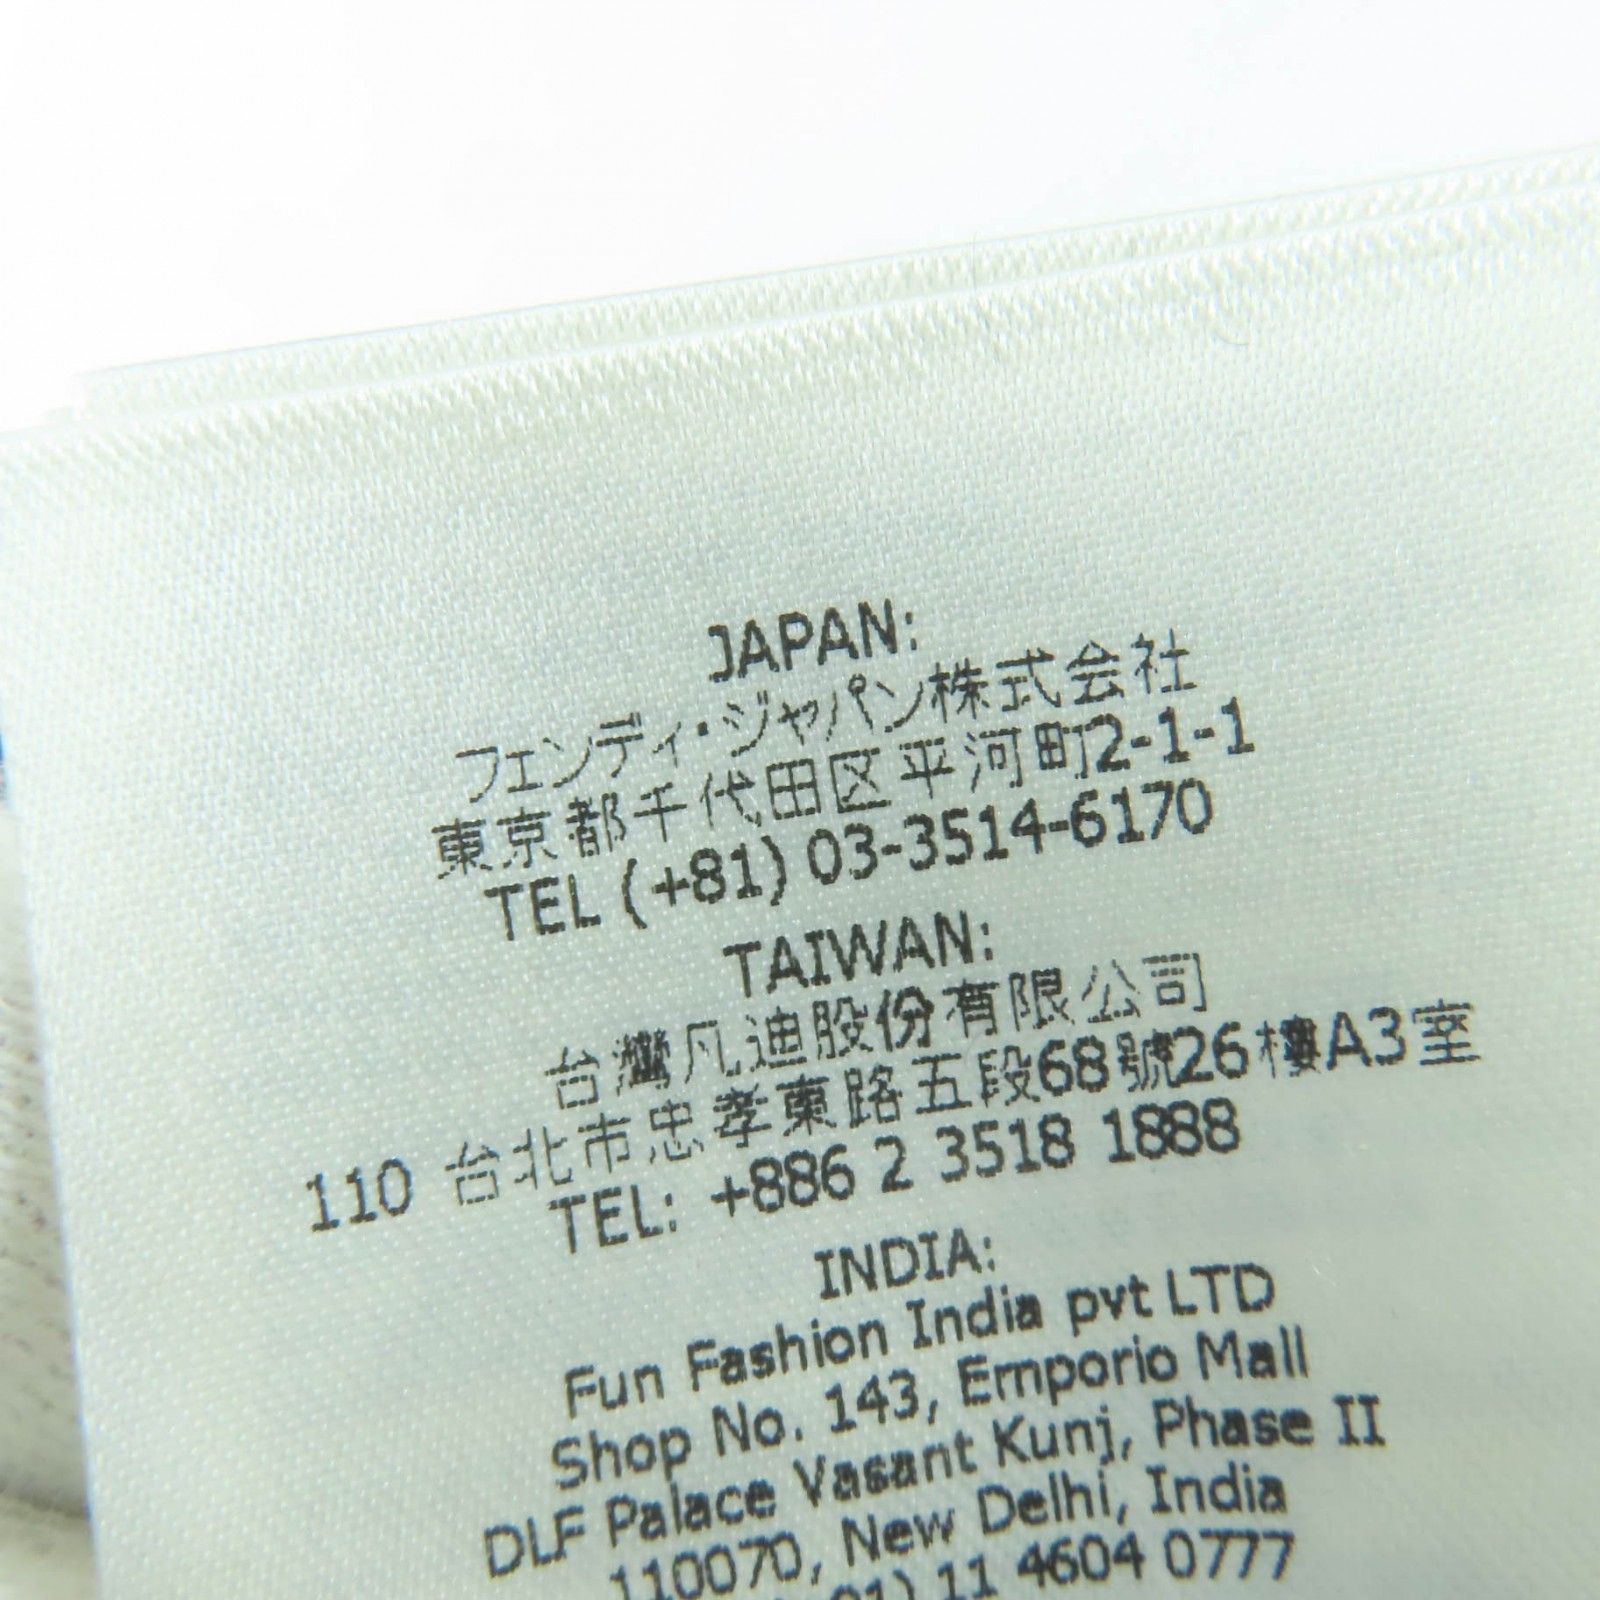 JAPAN:
フェンディ・ジャパン株式会社
東京都千代田区平河町2-1-1
TEL (+81) 03-3514-6170
TAIWAN:
台灣凡迪股份有限公司
110 台北市忠孝東路五段68號26樓A3室
TEL: +886 2 3518 1888
INDIA:
Fun Fashion India pvt LTD
Shop No. 143, Emporio Mall
DLF Palace Vasant Kunj, Phase II
110070, New Delhi, India
11 4604 0777